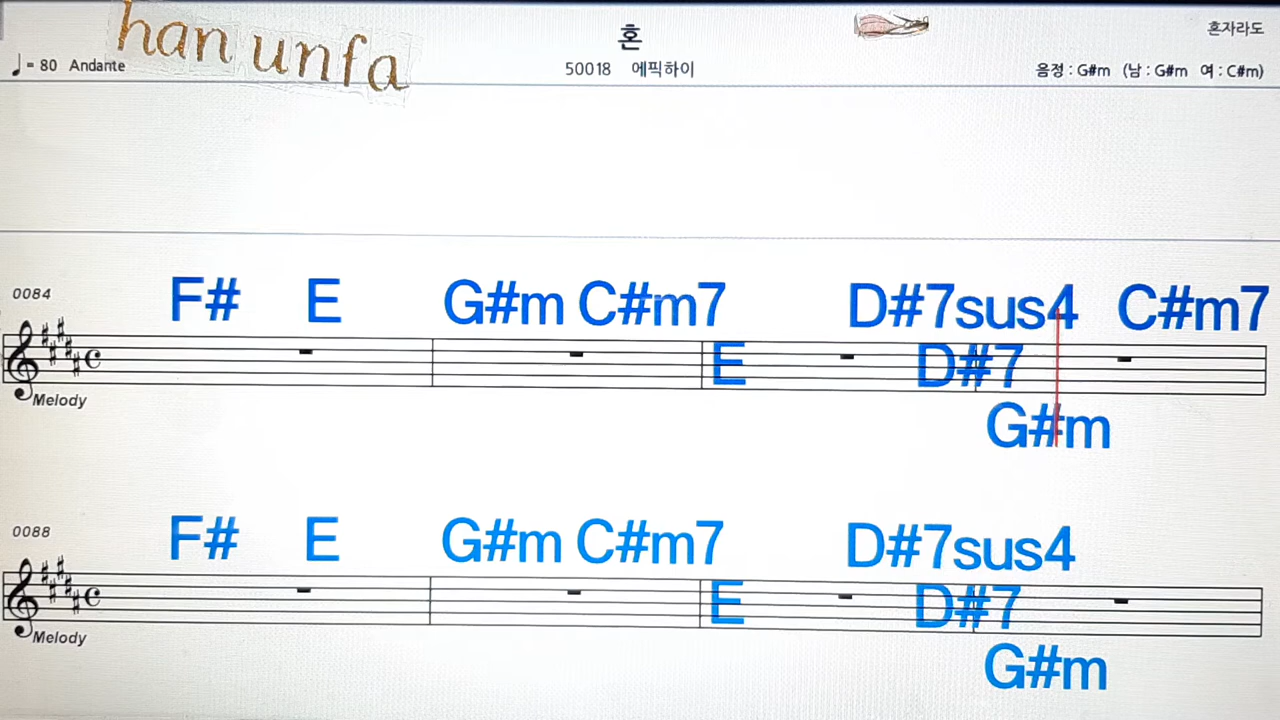 han unfa
혼
혼자라도
♩= 80 Andante
50018 에픽하이
음정 : G#m (남 : G#m 여 : C#m)
0084
F# E G#m C#m7 D#7sus4 C#m7
E D#7
G#m
Melody
0088
F# E G#m C#m7 D#7sus4
E D#7
G#m
Melody